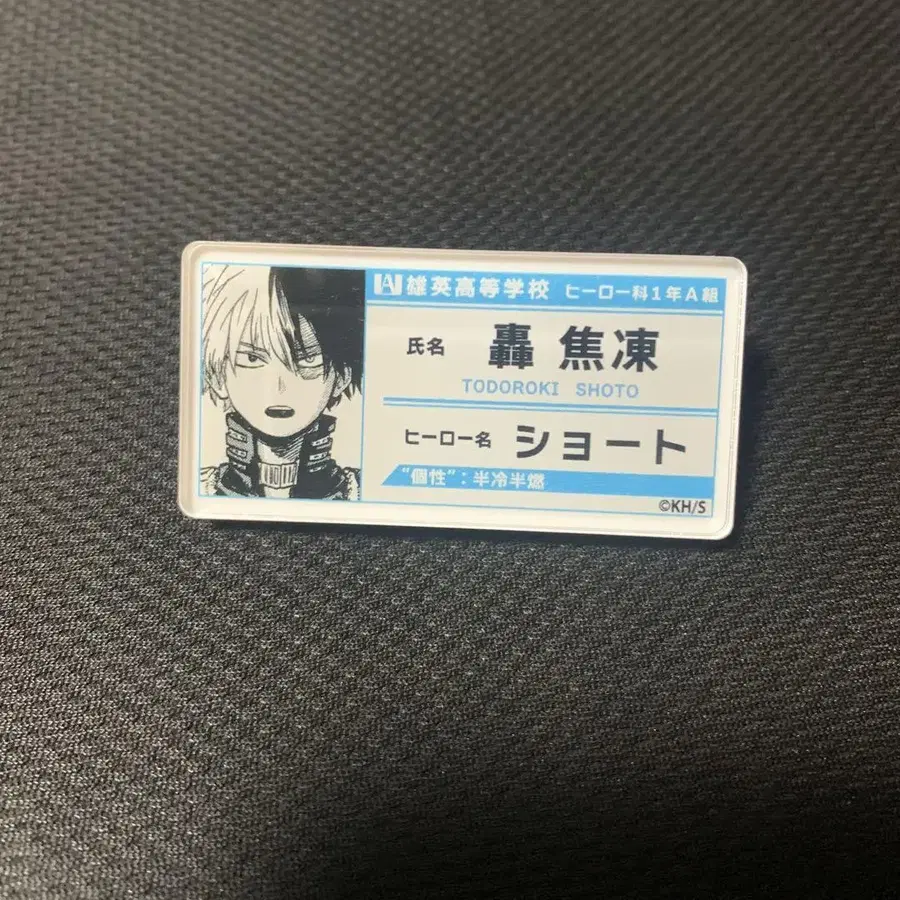 UA 雄英高等学校 ヒーロー科1年A組
氏名 轟 焦凍
TODOROKI SHOTO
ヒーロー名 ショート
“個性”：半冷半燃
©KH/S